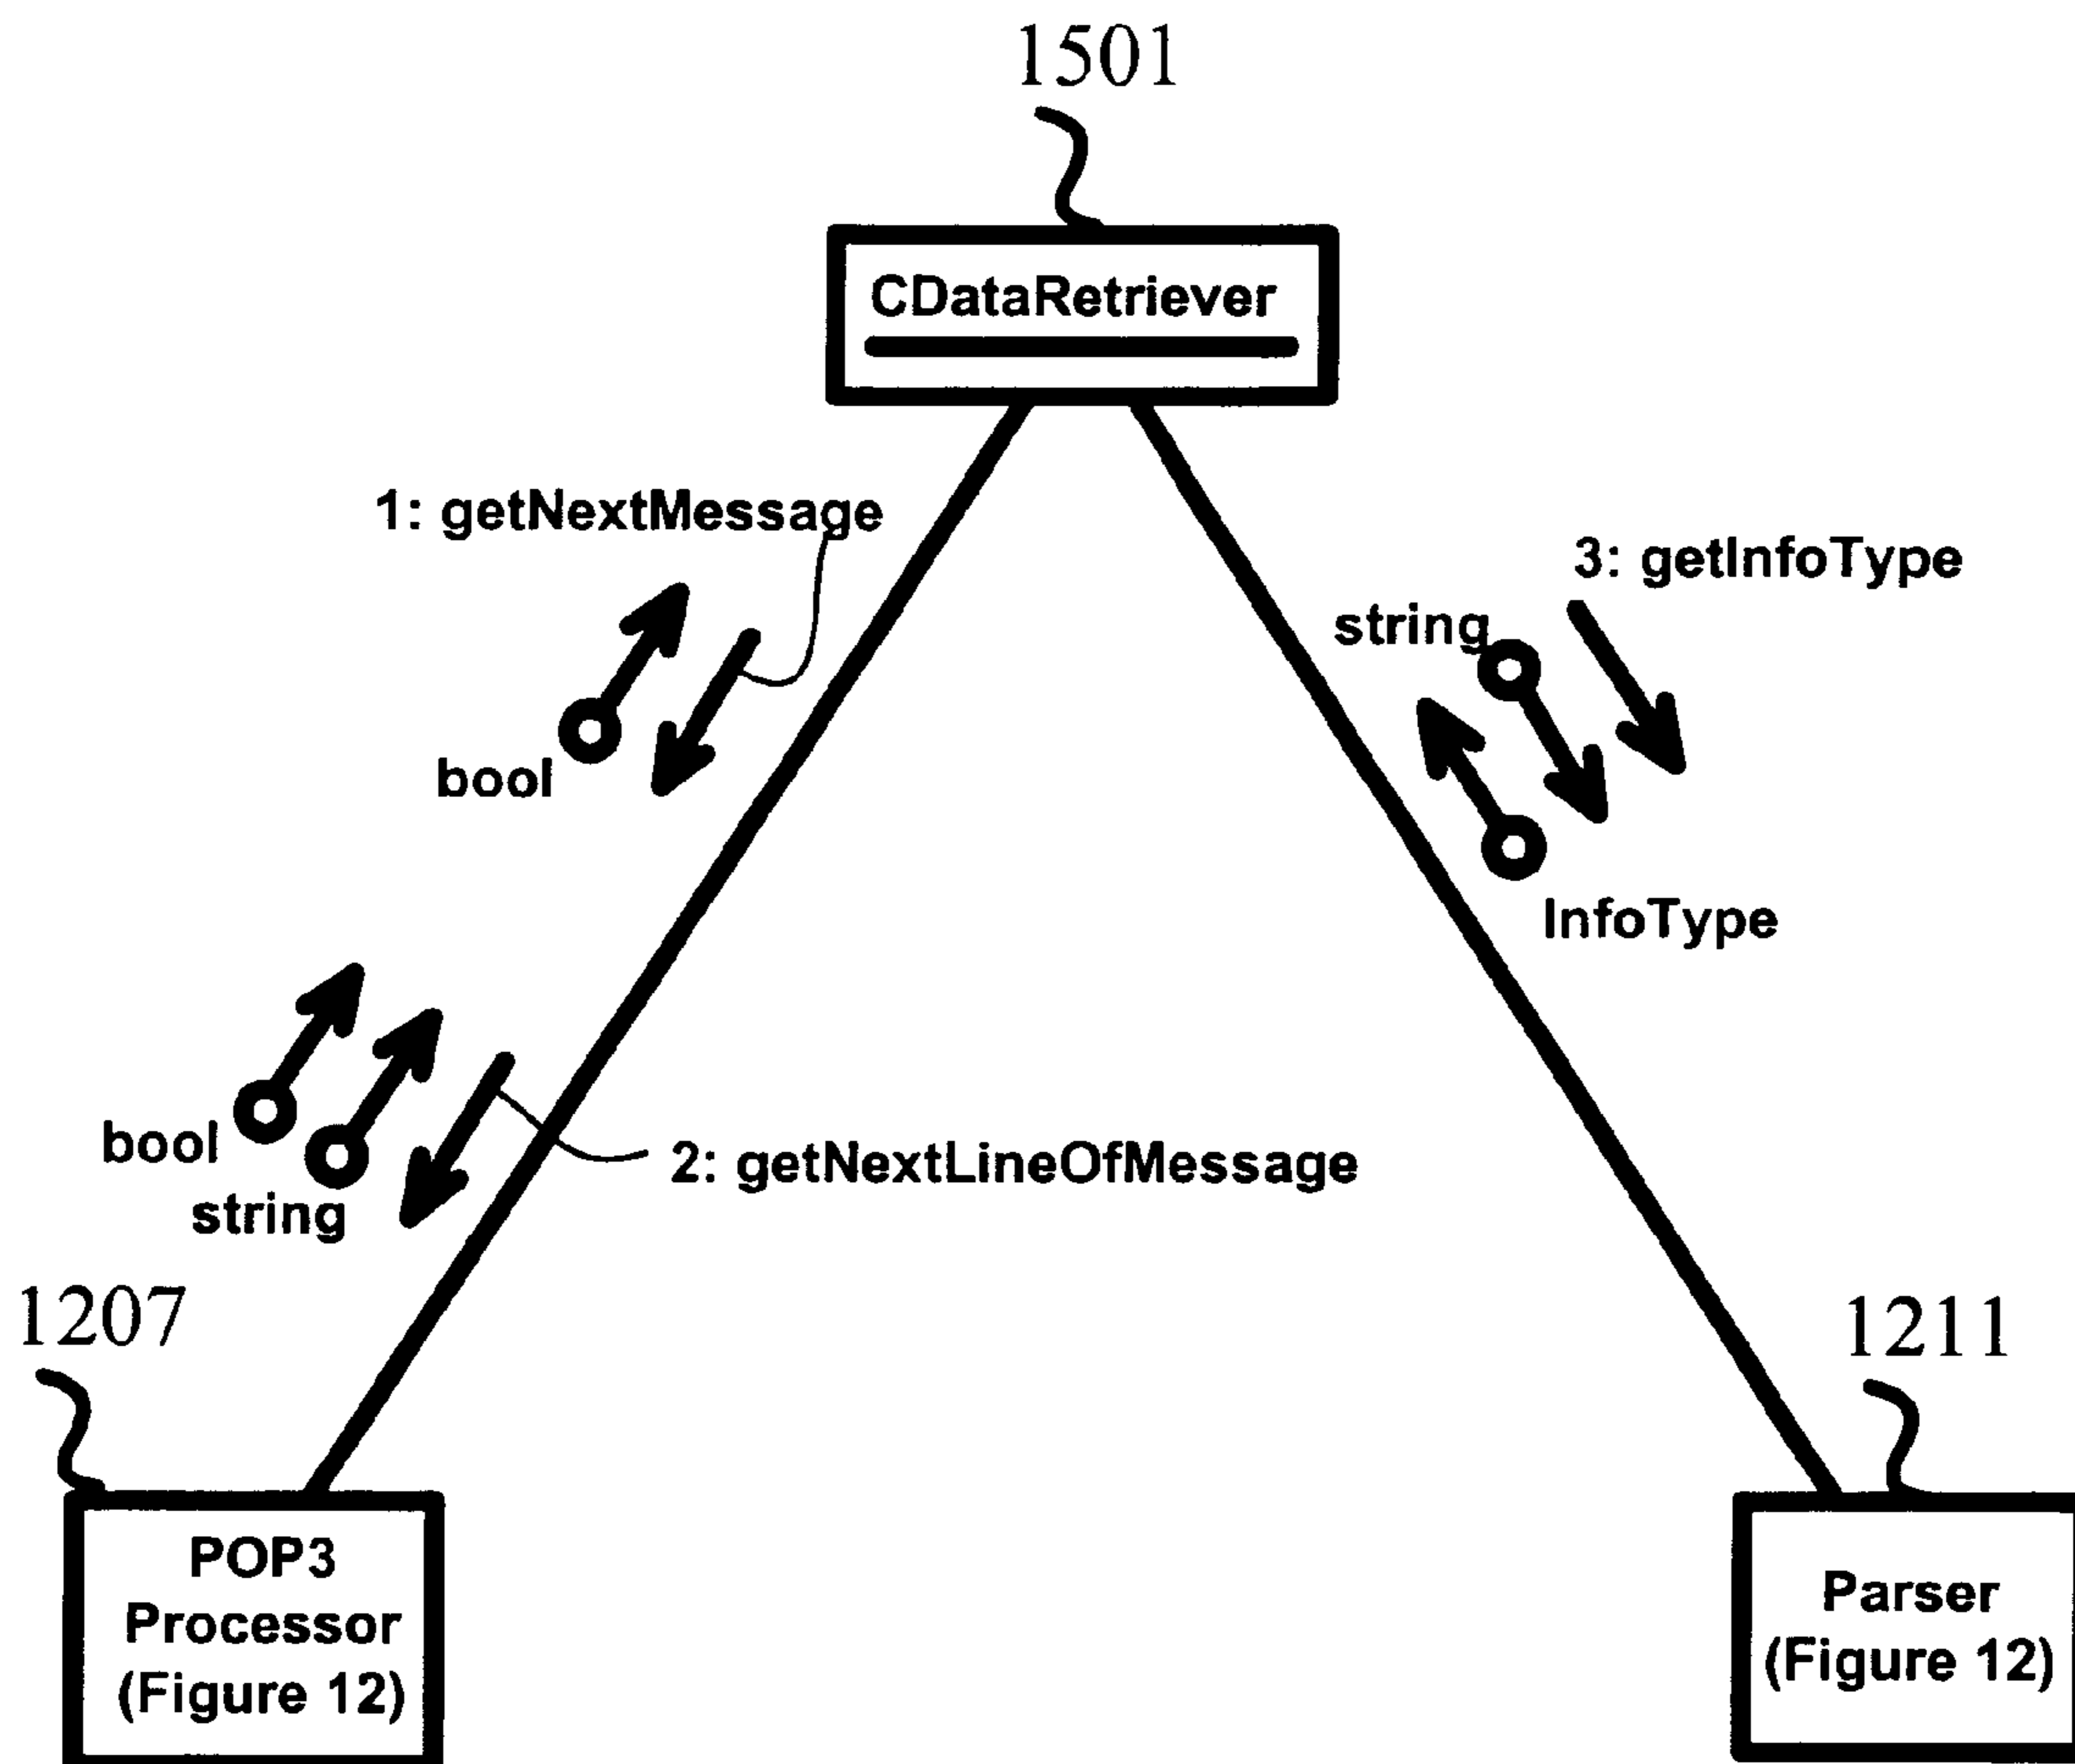 1501
CDataRetriever
1: getNextMessage
3: getInfoType
string
bool
InfoType
bool
string
2: getNextLineOfMessage
1207
1211
POP3
Processor
(Figure 12)
Parser
(Figure 12)